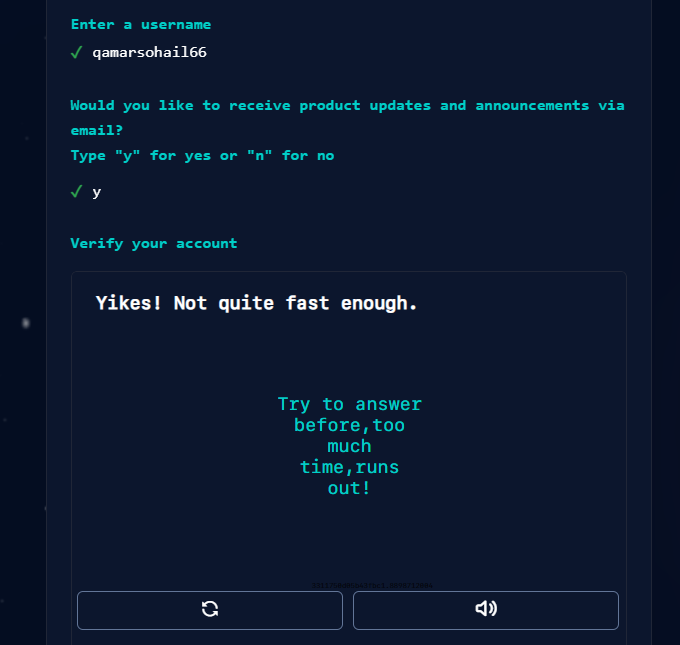 Enter a username
✓ qamarsohail66
Would you like to receive product updates and announcements via
email?
Type "y" for yes or "n" for no
✓ y
Verify your account
Yikes! Not quite fast enough.
Try to answer
before,too
much
time,runs
out!